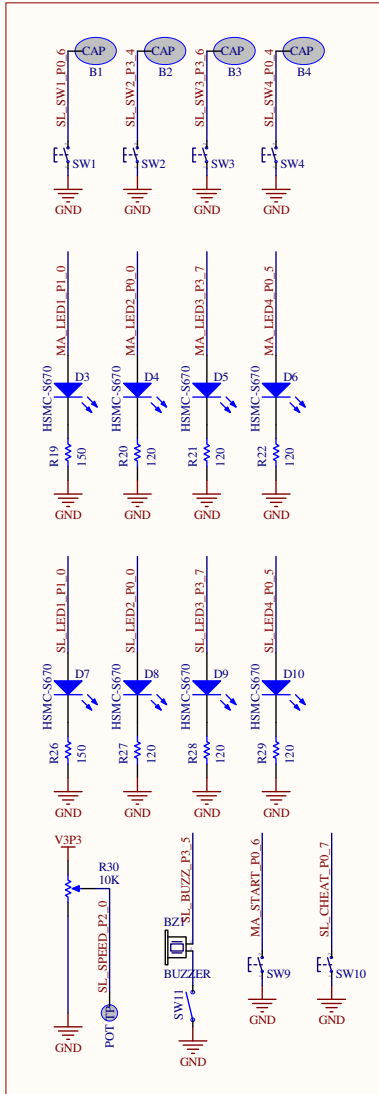 CAP CAP CAP CAP
B1 B2 B3 B4
SL_SW1_P0_6 SL_SW2_P3_4 SL_SW3_P3_6 SL_SW4_P0_4
SW1 SW2 SW3 SW4
GND GND GND GND
MA_LED1_P1_0 MA_LED2_P0_0 MA_LED3_P3_7 MA_LED4_P0_5
D3 D4 D5 D6
HSMC-S670 HSMC-S670 HSMC-S670 HSMC-S670
R19 150 R20 120 R21 120 R22 120
GND GND GND GND
SL_LED1_P1_0 SL_LED2_P0_0 SL_LED3_P3_7 SL_LED4_P0_5
D7 D8 D9 D10
HSMC-S670 HSMC-S670 HSMC-S670 HSMC-S670
R26 150 R27 120 R28 120 R29 120
GND GND GND GND
V3P3
R30
10K
SL_SPEED_P2_0
POT TP
GND
SL_BUZZ_P3_5
BZ1
BUZZER
SW11
GND
MA_START_P0_6
SW9
GND
SL_CHEAT_P0_7
SW10
GND